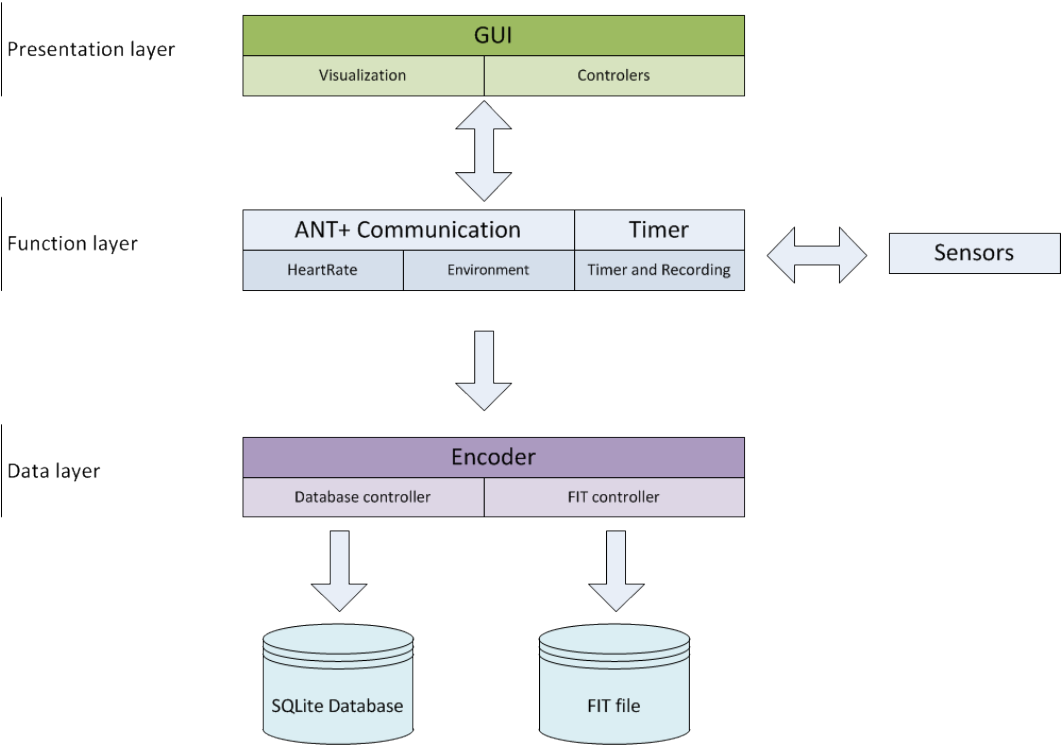 Presentation layer
GUI
Visualization
Controlers
Function layer
ANT+ Communication
Timer
HeartRate
Environment
Timer and Recording
Sensors
Data layer
Encoder
Database controller
FIT controller
SQLite Database
FIT file